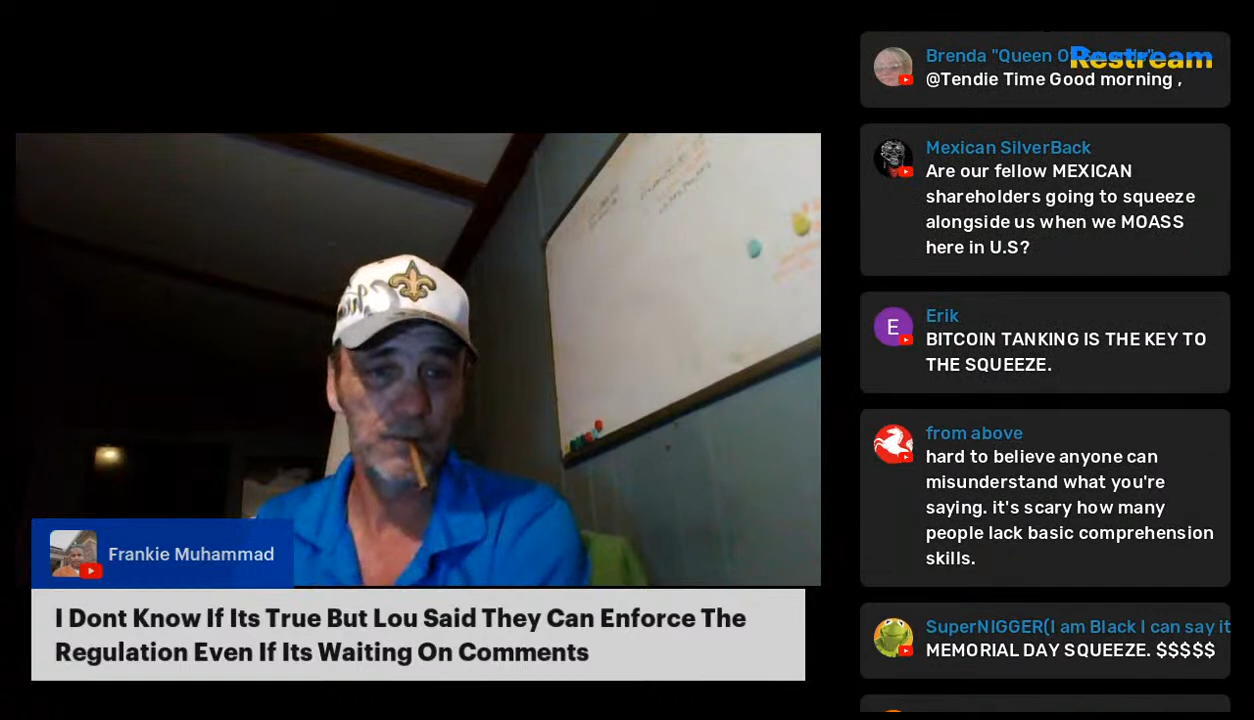 Brenda "Queen O
Restream
@Tendie Time Good morning ,
Mexican SilverBack
Are our fellow MEXICAN
shareholders going to squeeze
alongside us when we MOASS
here in U.S?
E
Erik
BITCOIN TANKING IS THE KEY TO
THE SQUEEZE.
from above
hard to believe anyone can
misunderstand what you're
saying. it's scary how many
people lack basic comprehension
skills.
SuperNIGGER(I am Black I can say it
MEMORIAL DAY SQUEEZE. $$$$$
Frankie Muhammad
I Dont Know If Its True But Lou Said They Can Enforce The
Regulation Even If Its Waiting On Comments